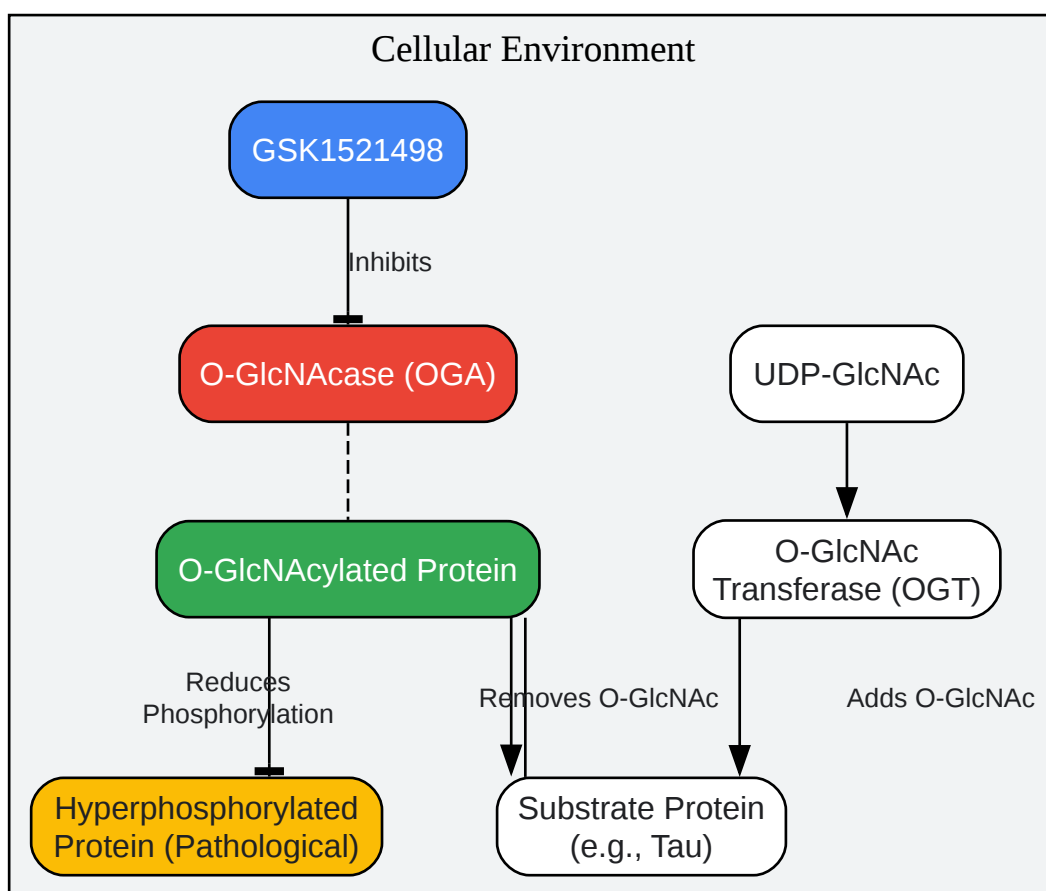 Cellular Environment
GSK1521498
Inhibits
O-GlcNAcase (OGA)
UDP-GlcNAc
O-GlcNAcylated Protein
O-GlcNAc
Transferase (OGT)
Reduces
Phosphorylation
Removes O-GlcNAc
Adds O-GlcNAc
Hyperphosphorylated
Protein (Pathological)
Substrate Protein
(e.g., Tau)